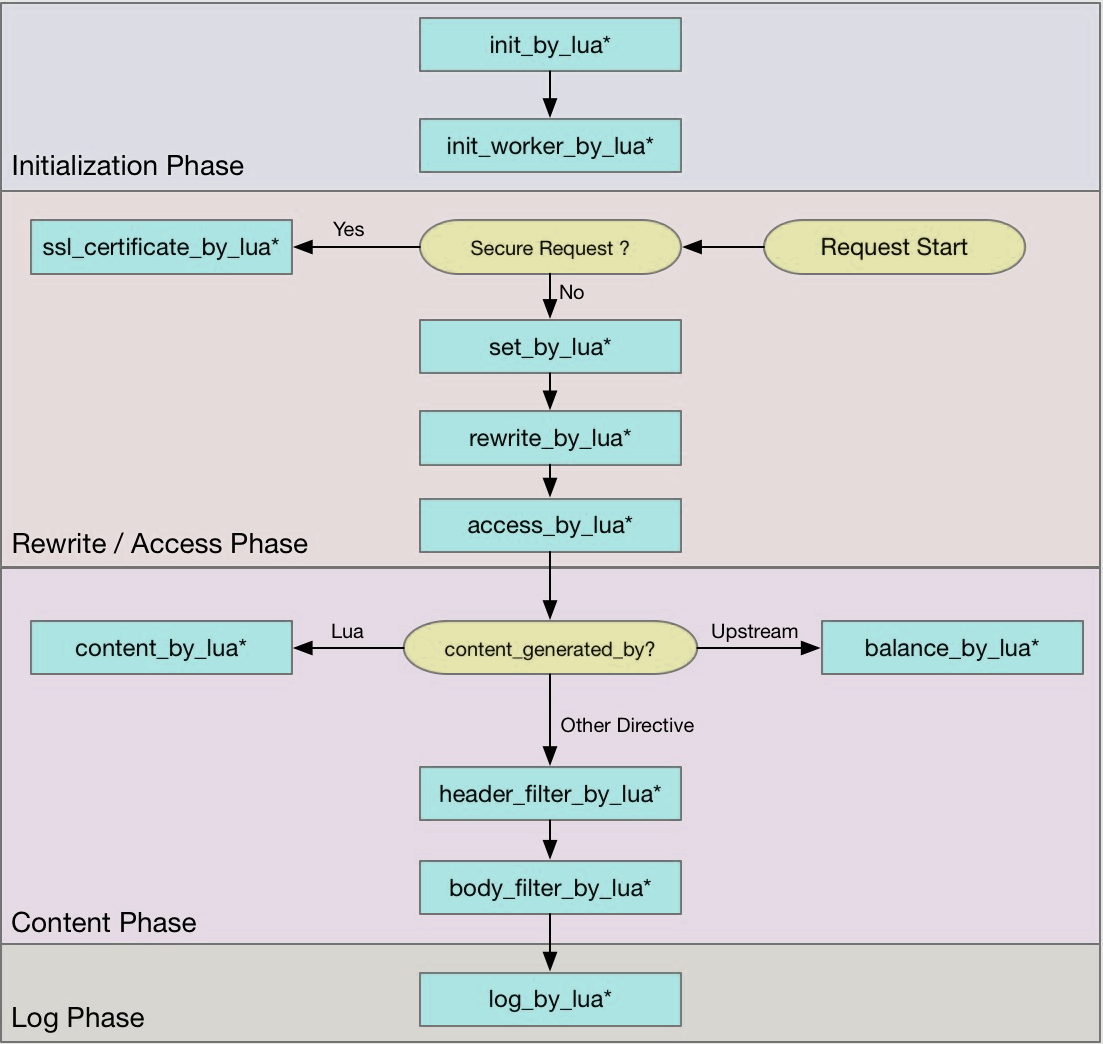 init_by_lua*
init_worker_by_lua*
Initialization Phase
ssl_certificate_by_lua*
Yes
Secure Request ?
Request Start
No
set_by_lua*
rewrite_by_lua*
access_by_lua*
Rewrite / Access Phase
content_by_lua*
Lua
content_generated_by?
Upstream
balance_by_lua*
Other Directive
header_filter_by_lua*
body_filter_by_lua*
Content Phase
log_by_lua*
Log Phase